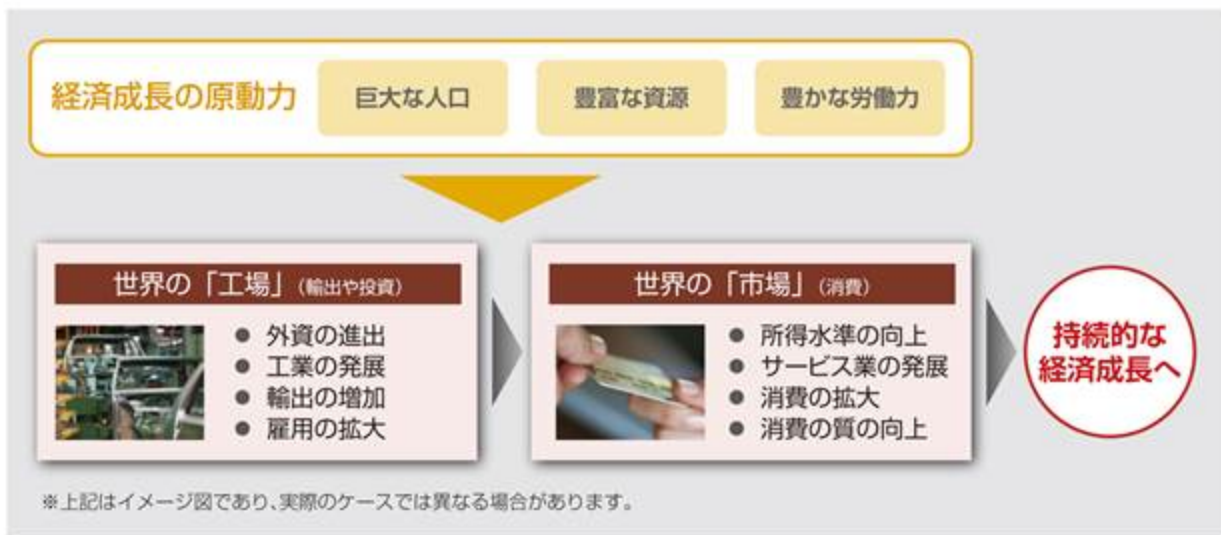 経済成長の原動力
巨大な人口
豊富な資源
豊かな労働力
世界の「工場」(輸出や投資)
● 外資の進出
● 工業の発展
● 輸出の増加
● 雇用の拡大
世界の「市場」(消費)
● 所得水準の向上
● サービス業の発展
● 消費の拡大
● 消費の質の向上
持続的な
経済成長へ
※上記はイメージ図であり、実際のケースでは異なる場合があります。